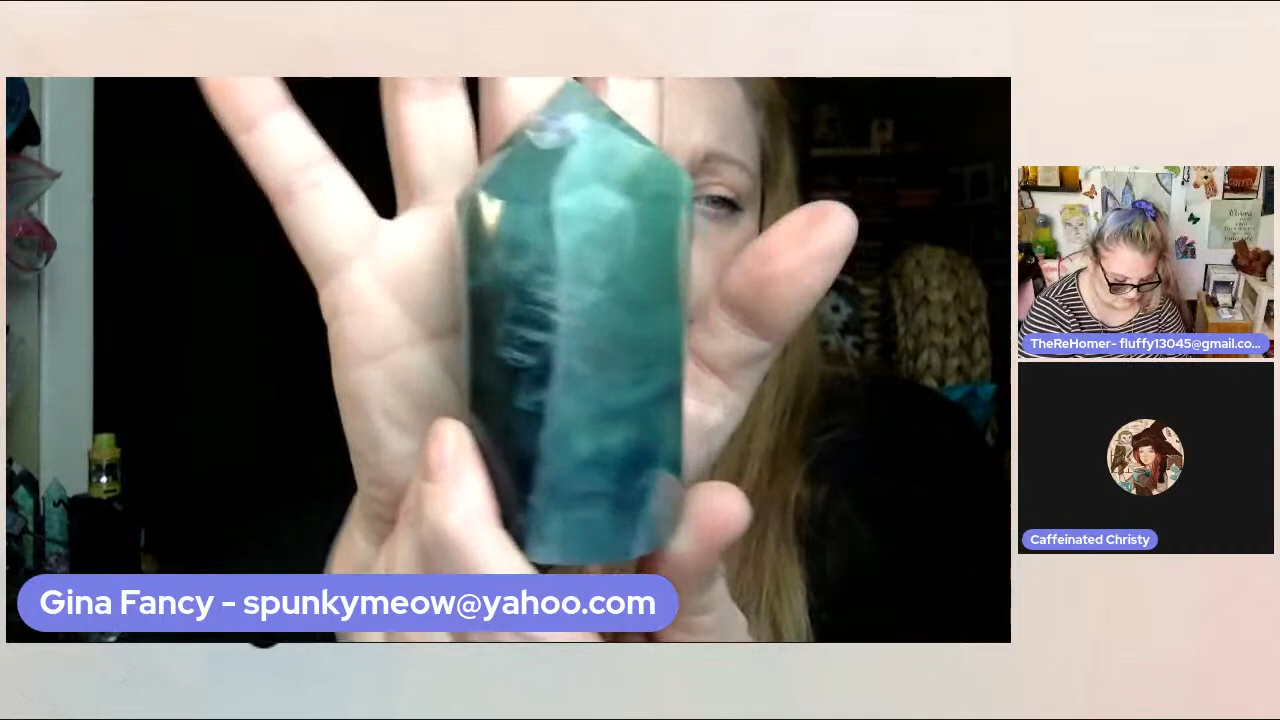 Gina Fancy - spunkymeow@yahoo.com
TheReHomer- fluffy13045@gmail.co...
Caffeinated Christy